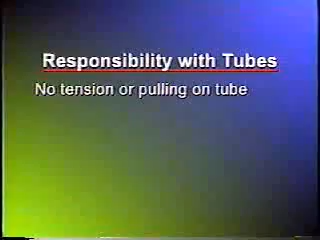 Responsibility with Tubes
No tension or pulling on tube